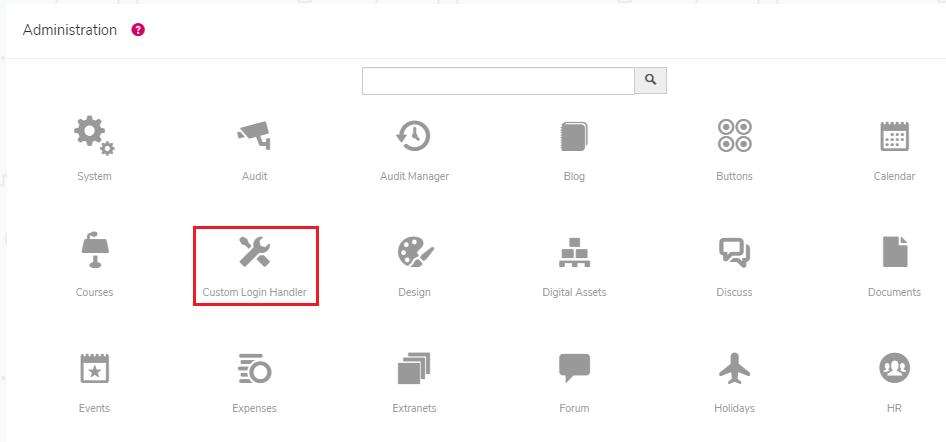 Administration ?
System Audit Audit Manager Blog Buttons Calendar
Courses Custom Login Handler Design Digital Assets Discuss Documents
Events Expenses Extranets Forum Holidays HR